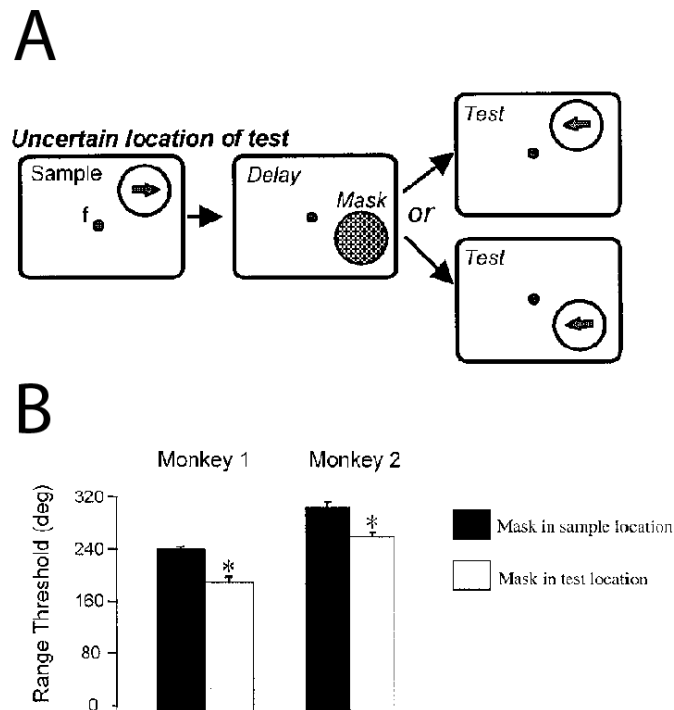 A
Uncertain location of test
Sample
f
Delay
Mask
or
Test
Test
B
Monkey 1 Monkey 2
Range Threshold (deg)
320
240
160
80
0
*
*
Mask in sample location
Mask in test location